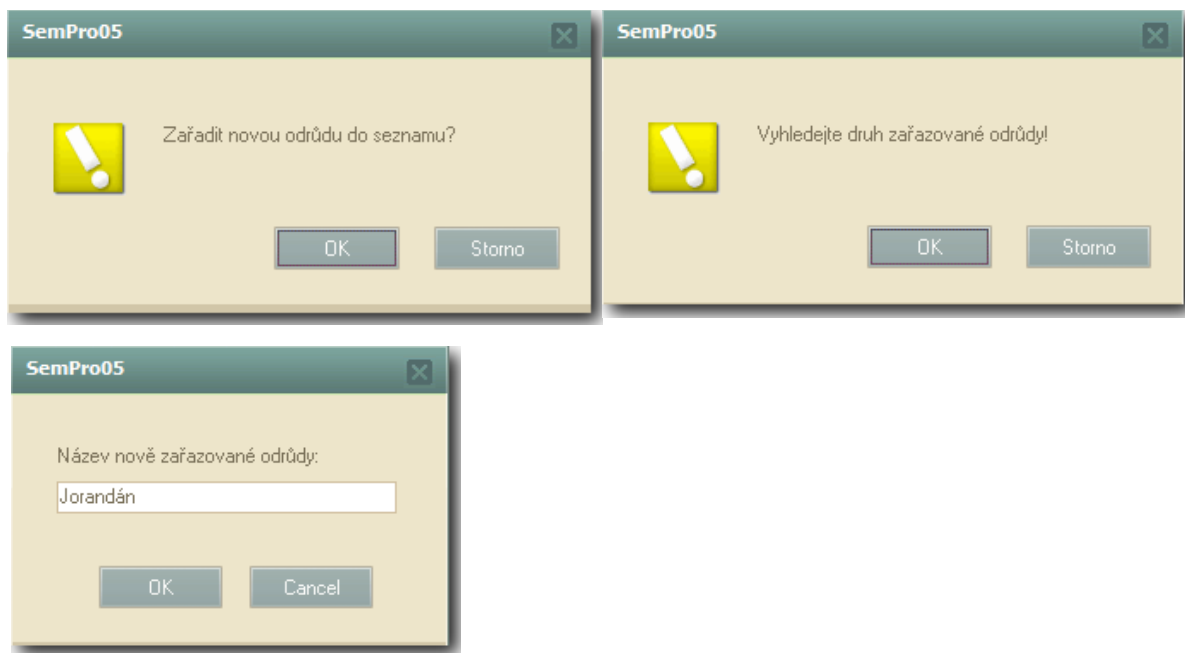 SemPro05
Zařadit novou odrůdu do seznamu?
OK
Storno
SemPro05
Vyhledejte druh zařazované odrůdy!
OK
Storno
SemPro05
Název nově zařazované odrůdy:
Jorandán
OK
Cancel